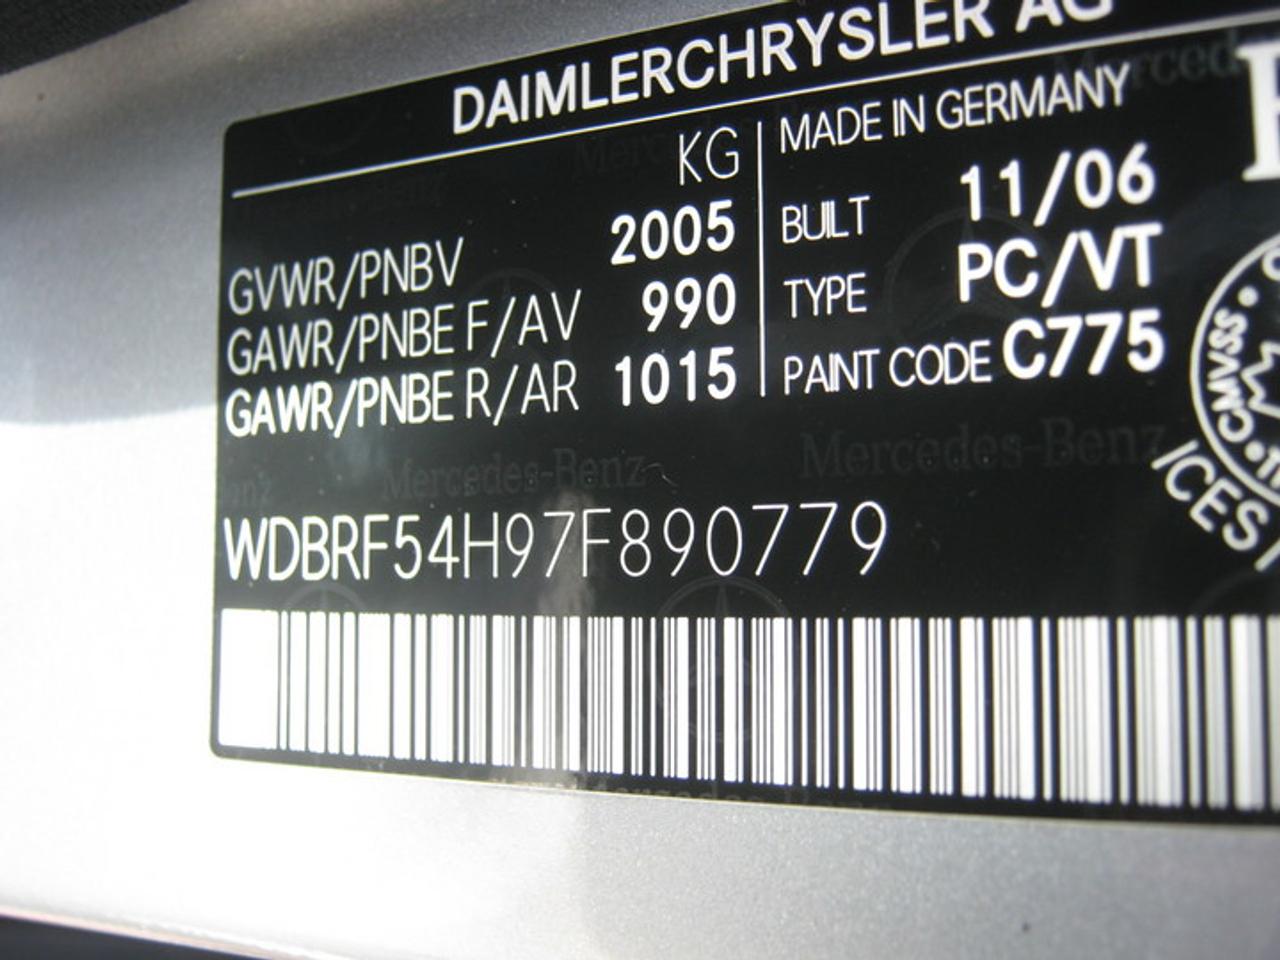 DAIMLERCHRYSLER AG
KG
GVWR/PNBV 2005
GAWR/PNBE F/AV 990
GAWR/PNBE R/AR 1015
MADE IN GERMANY
BUILT 11/06
TYPE PC/VT
PAINT CODE C775
Mercedes-Benz Mercedes-Benz
WDBRF54H97F890779
CMVSS
ICES